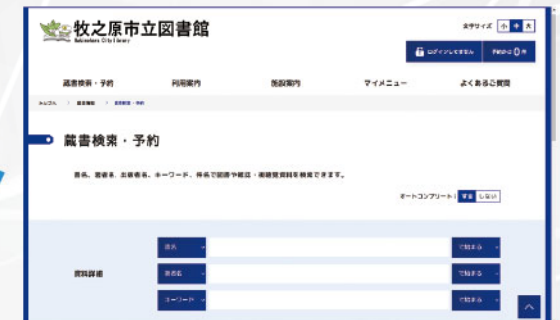 牧之原市立図書館
Makinohara City Library
文字サイズ 小 中 大
ログインしてません 予約かご 0件
蔵書検索・予約 利用案内 施設案内 マイメニュー よくあるご質問
蔵書検索・予約
書名、著者名、出版者名、キーワード、件名で図書や雑誌・視聴覚資料を検索できます。
オートコンプリート: する しない
資料詳細
書名 で始まる
著者名 で始まる
キーワード で始まる